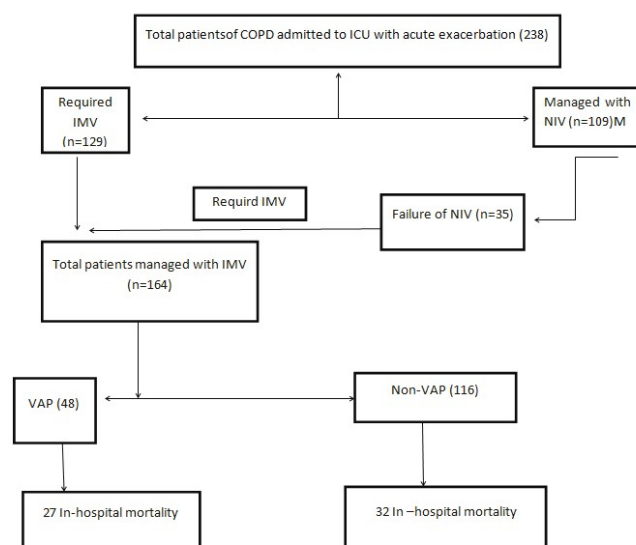 Total patientsof COPD admitted to ICU with acute exacerbation (238)
Required
IMV
(n=129)
Managed with
NIV (n=109)M
Requird IMV
Failure of NIV (n=35)
Total patients managed with IMV
(n=164)
VAP (48)
Non-VAP (116)
27 In-hospital mortality
32 In –hospital mortality